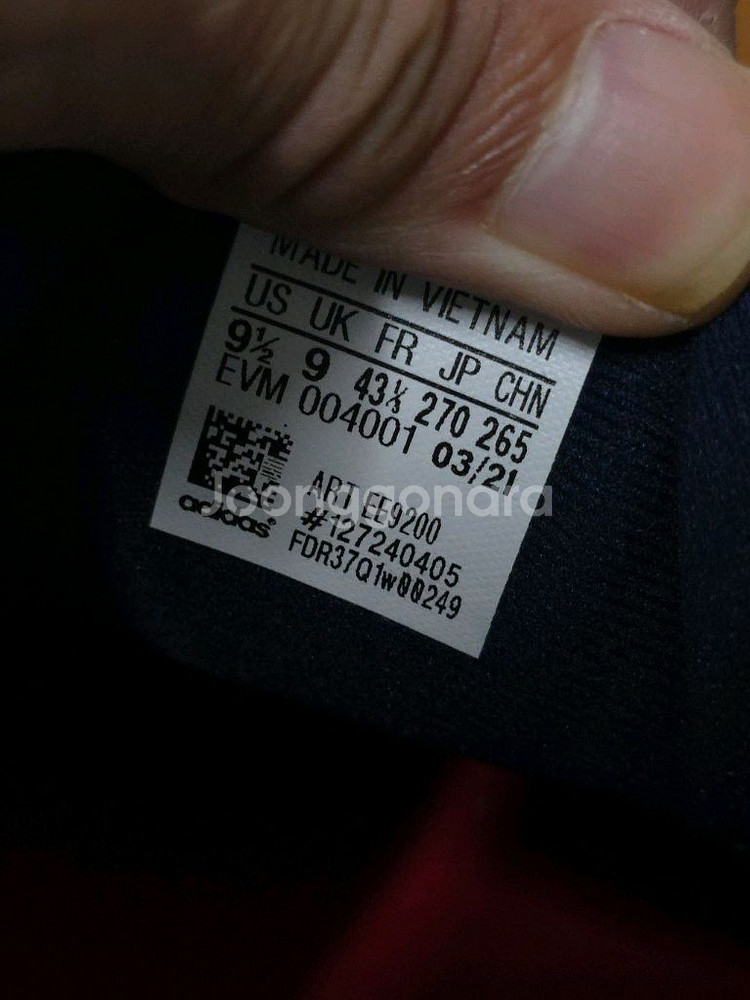 MADE IN VIETNAM
US UK FR JP CHN
9½ 9 43⅓ 270 265
EVM 004001 03/21
ART EE9200
#127240405
FDR37Q1w00249
adidas
Joonggonara